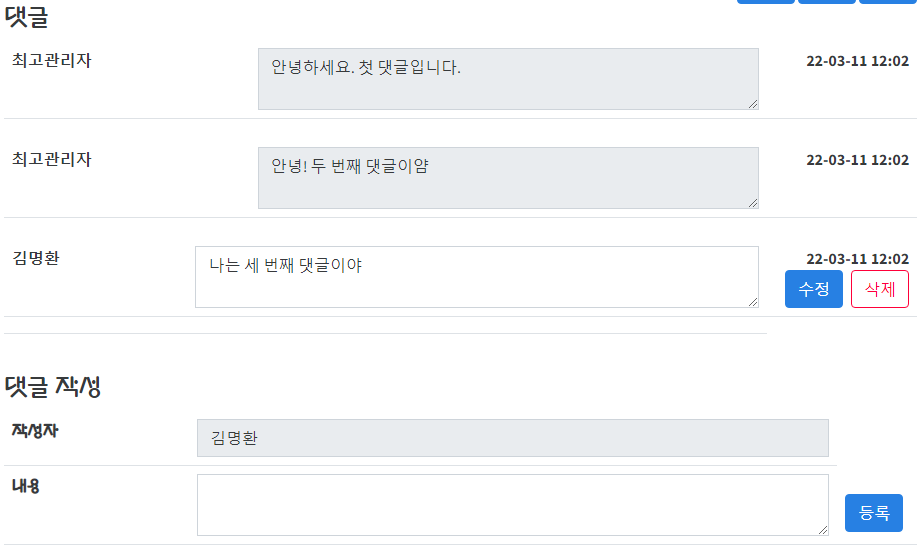 댓글
최고관리자
안녕하세요. 첫 댓글입니다.
22-03-11 12:02
최고관리자
안녕! 두 번째 댓글이얌
22-03-11 12:02
김명환
나는 세 번째 댓글이야
22-03-11 12:02
수정 삭제
댓글 작성
작성자
김명환
내용
등록